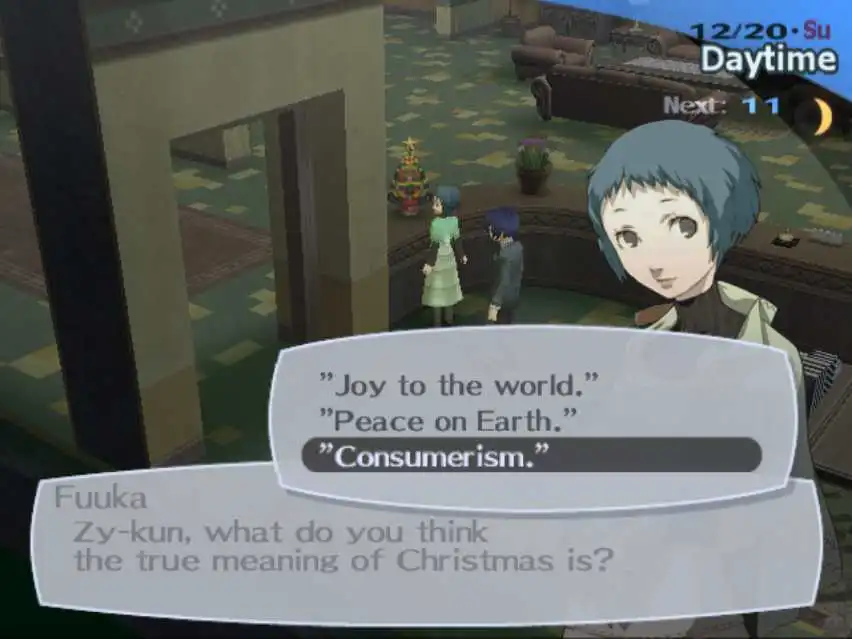 12/20・Su
Daytime
Next: 11
"Joy to the world."
"Peace on Earth."
"Consumerism."
Fuuka
Zy-kun, what do you think
the true meaning of Christmas is?